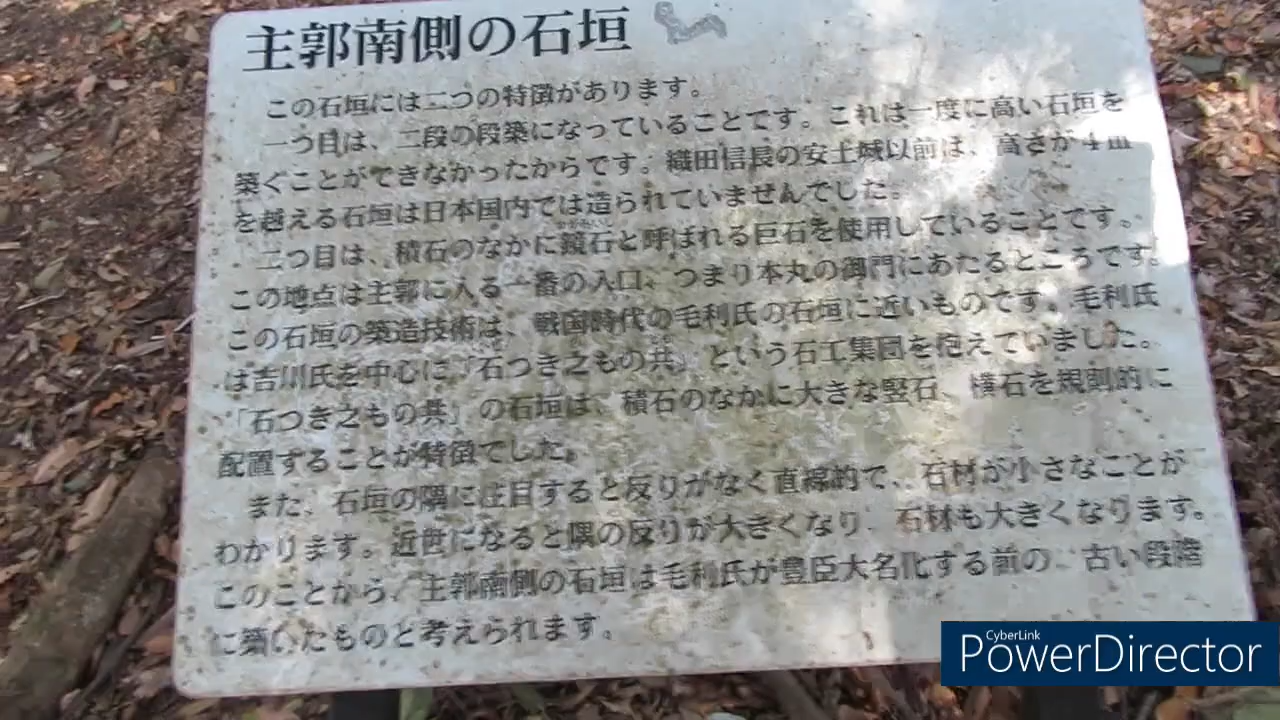 主郭南側の石垣
この石垣には二つの特徴があります。
一つ目は、二段の段築になっていることです。これは一度に高い石垣を
築ぐことができなかったからです。織田信長の安土城以前は、高さが4m
を越える石垣は日本国内では造られていませんでした。
二つ目は、積石のなかに鏡石と呼ばれる巨石を使用していることです。
この地点は主郭に入る一番の入口、つまり本丸の御門にあたるところです。
この石垣の築造技術は、戦国時代の毛利氏の石垣に近いものです。毛利氏
は吉川氏を中心に「石つき之もの共」という石工集団を抱えていました。
「石つき之もの共」の石垣は、積石のなかに大きな竪石、横石を規則的に
配置することが特徴でした。
また、石垣の隅に注目すると反りがなく直線的で、石材が小さなことが
わかります。近世になると隅の反りが大きくなり、石材も大きくなります。
このことから、主郭南側の石垣は毛利氏が豊臣大名化する前の、古い段階
に築いたものと考えられます。
CyberLink
PowerDirector